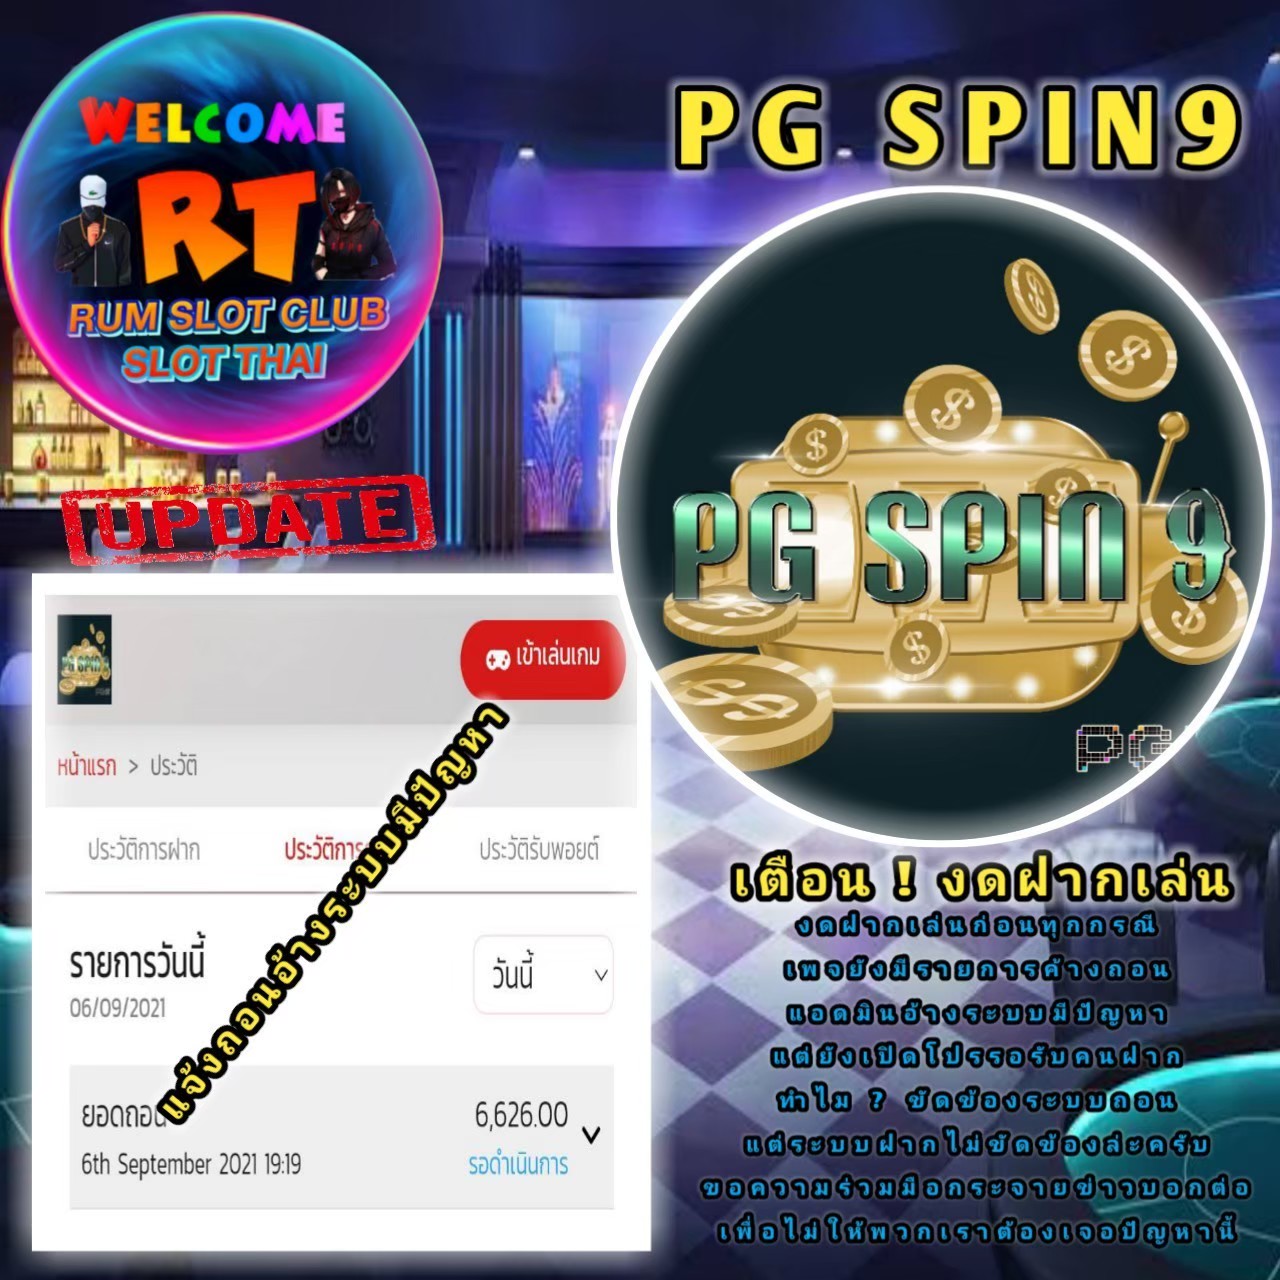 WELCOME
RT
RUM SLOT CLUB
SLOT THAI
PG SPIN9
UPDATE
PG SPIN 9
PG
PG SPIN 9
เข้าเล่นเกม
หน้าแรก > ประวัติ
ประวัติการฝาก
ประวัติการ
ประวัติรับพอยต์
แจ้งถอนอ้างระบบมีปัญหา
รายการวันนี้
วันนี้
06/09/2021
ยอดถอน
6,626.00
6th September 2021 19:19
รอดำเนินการ
เตือน ! งดฝากเล่น
งดฝากเล่นก่อนทุกกรณี
เพจยังมีรายการค้างถอน
แอดมินอ้างระบบมีปัญหา
แต่ยังเปิดโปรรอรับคนฝาก
ทำไม ? ขัดข้องระบบถอน
แต่ระบบฝากไม่ขัดข้องล่ะครับ
ขอความร่วมมือกระจายข่าวบอกต่อ
เพื่อไม่ให้พวกเราต้องเจอปัญหานี้